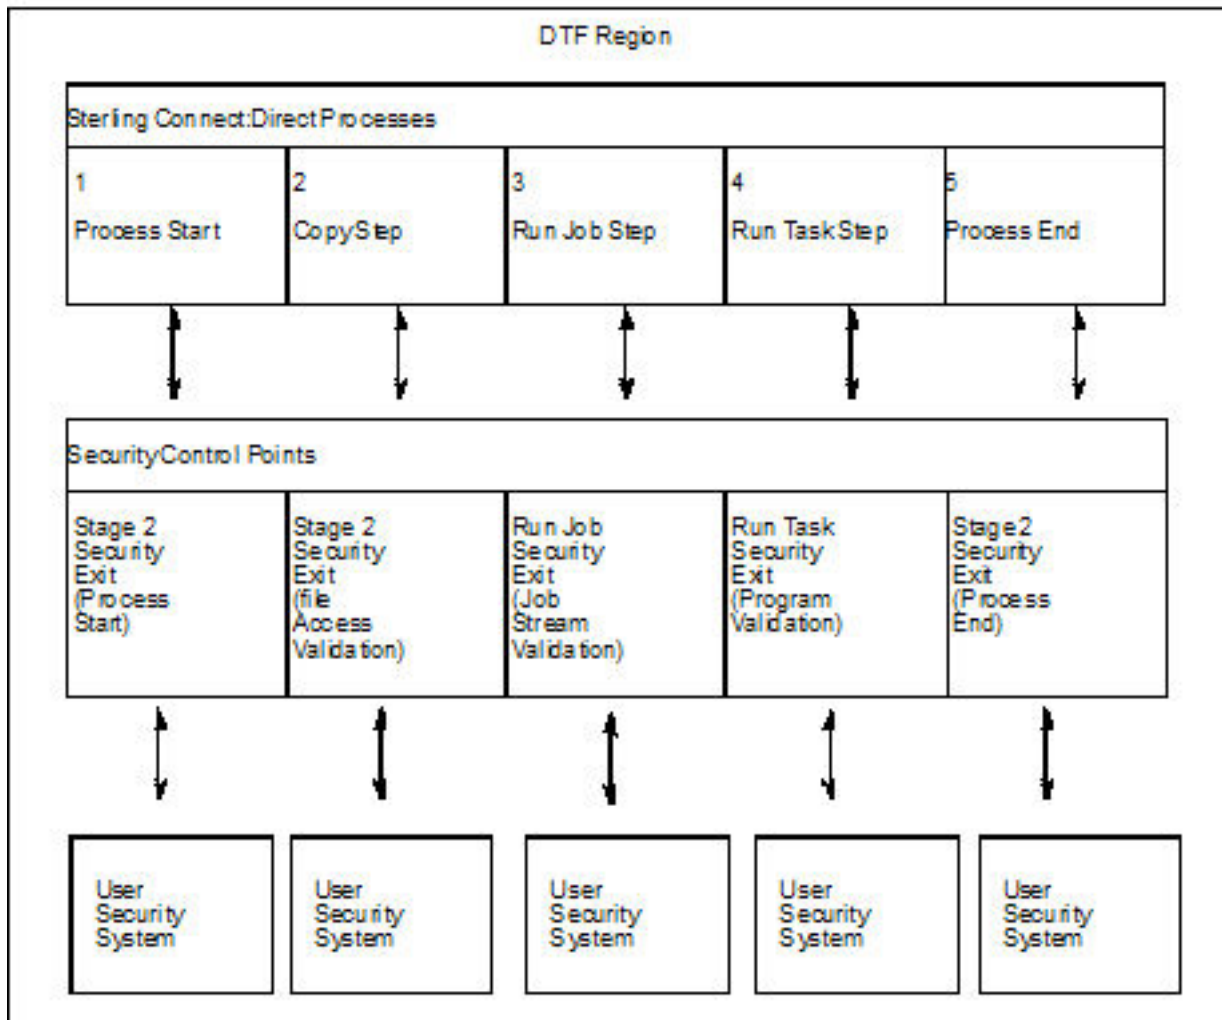 DTF Region
Sterling Connect:Direct Processes
1
Process Start
2
Copy Step
3
Run Job Step
4
Run Task Step
5
Process End
Security Control Points
Stage 2
Security
Exit
(Process
Start)
Stage 2
Security
Exit
(file
Access
Validation)
Run Job
Security
Exit
(Job
Stream
Validation)
Run Task
Security
Exit
(Program
Validation)
Stage 2
Security
Exit
(Process
End)
User
Security
System
User
Security
System
User
Security
System
User
Security
System
User
Security
System